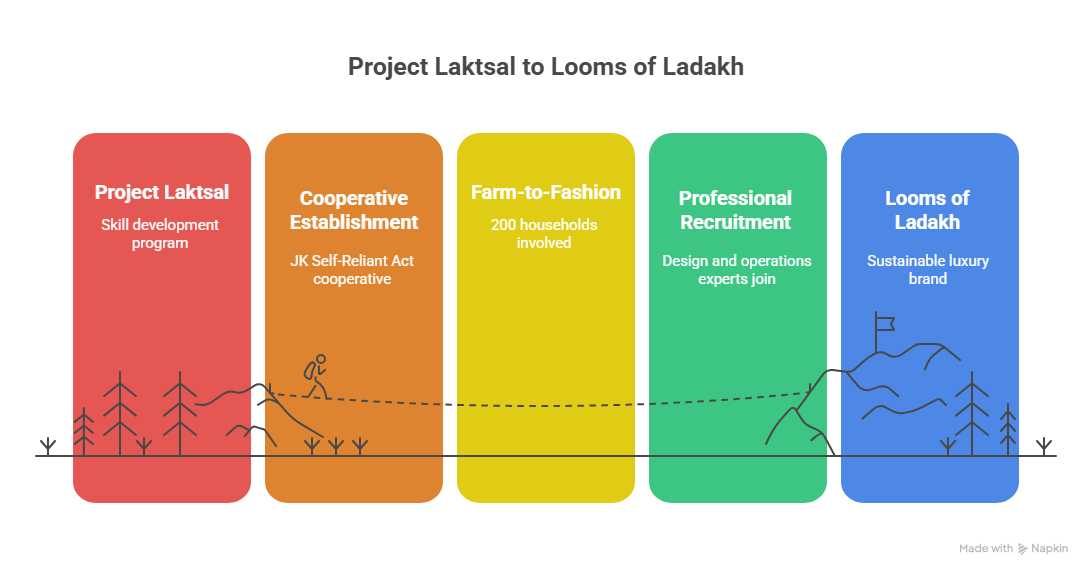 Project Laktsal to Looms of Ladakh
Project Laktsal
Skill development
program
Cooperative
Establishment
JK Self-Reliant Act
cooperative
Farm-to-Fashion
200 households
involved
Professional
Recruitment
Design and operations
experts join
Looms of
Ladakh
Sustainable luxury
brand
Made with Napkin